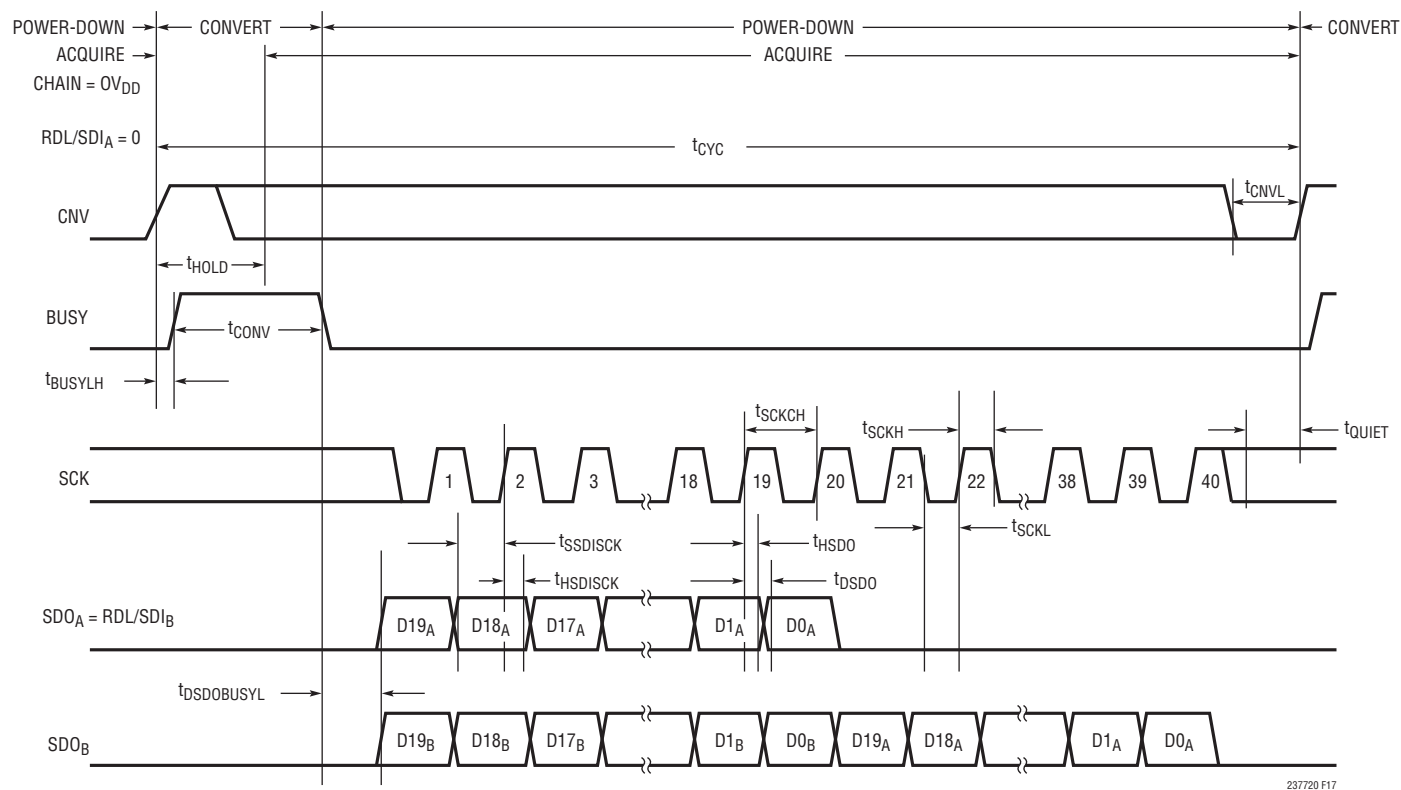 POWER-DOWN CONVERT POWER-DOWN CONVERT
ACQUIRE ACQUIRE
CHAIN = OVDD
RDL/SDIA = 0
tCYC
CNV
tCNVL
tHOLD
BUSY
tCONV
tBUSYLH
tSCKCH
tSCKH
tQUIET
SCK
1 2 3 18 19 20 21 22 38 39 40
tSSDISCK
tHSDO
tSCKL
tHSDISCK
tDSDO
SDOA = RDL/SDIB
D19A D18A D17A D1A D0A
tDSDOBUSYL
SDOB
D19B D18B D17B D1B D0B D19A D18A D1A D0A
237720 F17